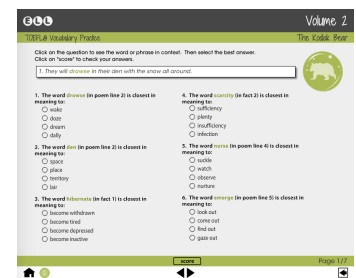 ELL
Volume 2
TOEFL® Vocabulary Practice
The Kodiak Bear
Click on the question to see the word or phrase in context. Then select the best answer.
Click on "score" to check your answers.
1. They will drowse in their den with the snow all around.
1. The word drowse (in poem line 2) is closest in
meaning to:
wake
doze
dream
dally
2. The word den (in poem line 2) is closest in
meaning to:
space
place
territory
lair
3. The word hibernate (in fact 1) is closest in
meaning to:
become withdrawn
become tired
become depressed
become inactive
4. The word scarcity (in fact 2) is closest in
meaning to:
sufficiency
plenty
insufficiency
infection
5. The word nurse (in poem line 4) is closest in
meaning to:
suckle
watch
observe
nurture
6. The word emerge (in poem line 5) is closest in
meaning to:
look out
come out
find out
gaze out
score
Page 1/7